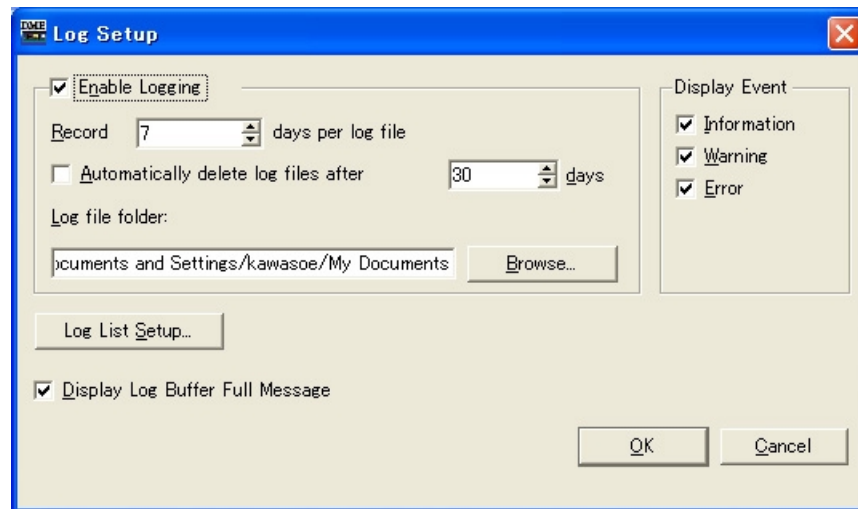 DME
Log Setup
Enable Logging
Display Event
Record 7 days per log file
Information
Automatically delete log files after 30 days
Warning
Error
Log file folder:
ocuments and Settings/kawasoe/My Documents Browse...
Log List Setup...
Display Log Buffer Full Message
OK Cancel